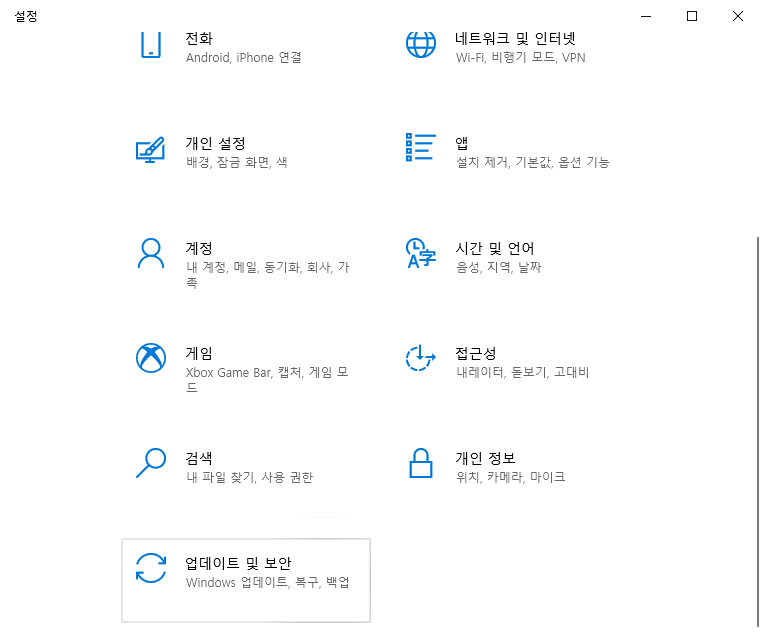 설정
전화
Android, iPhone 연결
네트워크 및 인터넷
Wi-Fi, 비행기 모드, VPN
개인 설정
배경, 잠금 화면, 색
앱
설치 제거, 기본값, 옵션 기능
계정
내 계정, 메일, 동기화, 회사, 가
족
시간 및 언어
음성, 지역, 날짜
게임
Xbox Game Bar, 캡처, 게임 모
드
접근성
내레이터, 돋보기, 고대비
검색
내 파일 찾기, 사용 권한
개인 정보
위치, 카메라, 마이크
업데이트 및 보안
Windows 업데이트, 복구, 백업